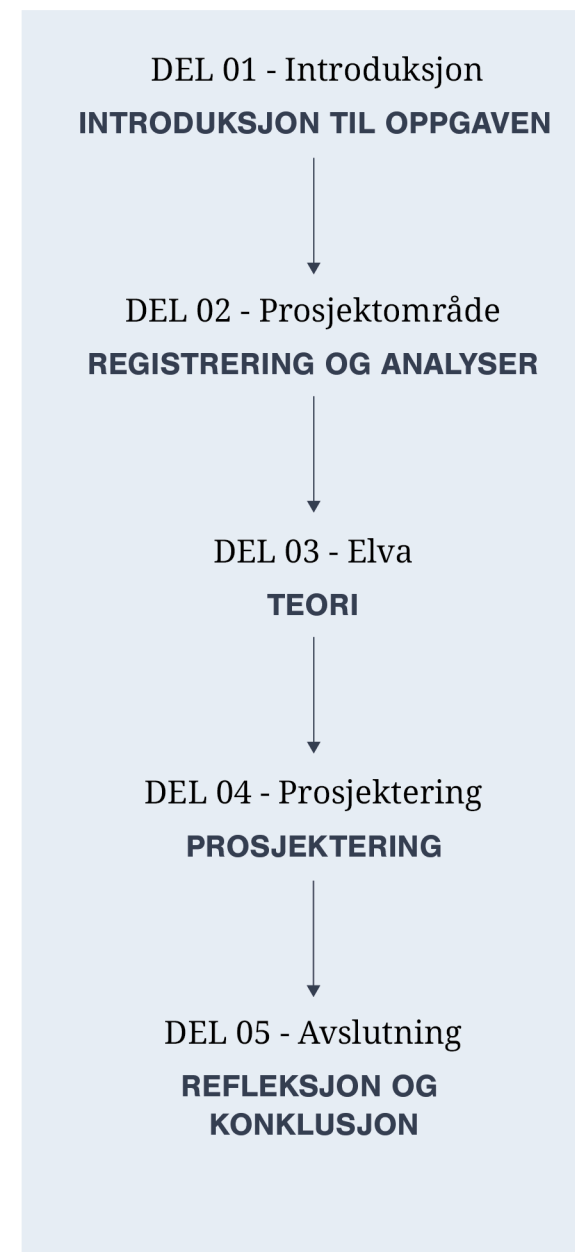 DEL 01 - Introduksjon
INTRODUKSJON TIL OPPGAVEN
DEL 02 - Prosjektområde
REGISTRERING OG ANALYSER
DEL 03 - Elva
TEORI
DEL 04 - Prosjektering
PROSJEKTERING
DEL 05 - Avslutning
REFLEKSJON OG
KONKLUSJON